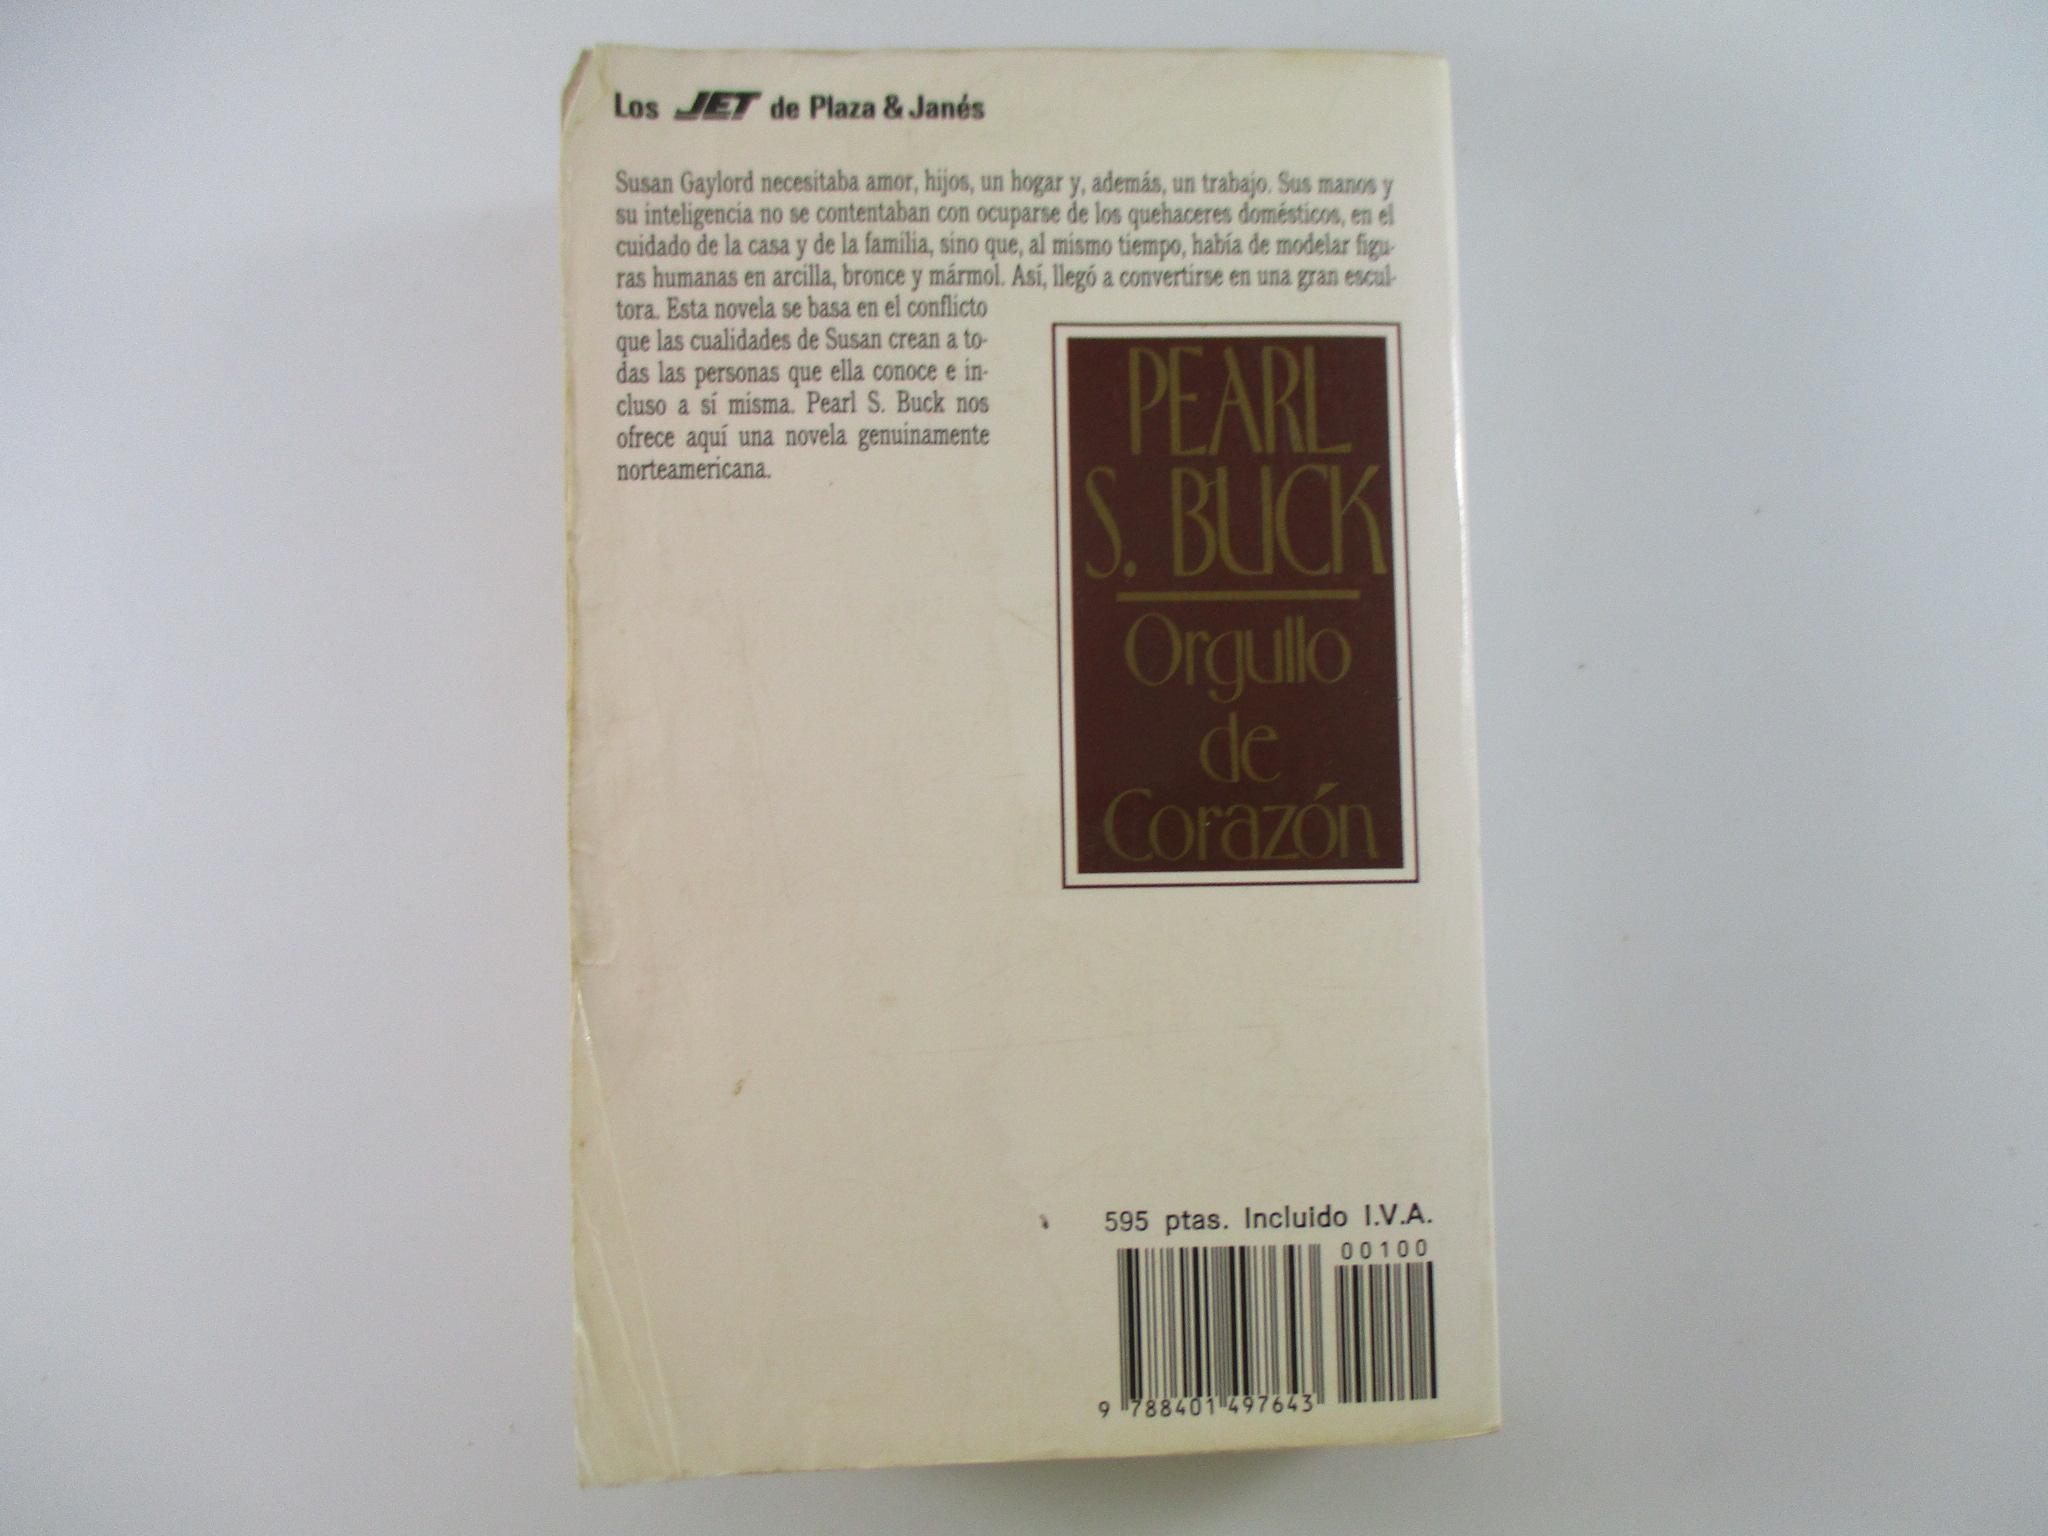 Los JET de Plaza & Janés
Susan Gaylord necesitaba amor, hijos, un hogar y, además, un trabajo. Sus manos y
su inteligencia no se contentaban con ocuparse de los quehaceres domésticos, en el
cuidado de la casa y de la familia, sino que, al mismo tiempo, había de modelar figu-
ras humanas en arcilla, bronce y mármol. Así, llegó a convertirse en una gran escul-
tora. Esta novela se basa en el conflicto
que las cualidades de Susan crean a to-
das las personas que ella conoce e in-
cluso a sí misma. Pearl S. Buck nos
ofrece aquí una novela genuinamente
norteamericana.
PEARL
S. BUCK
Orgullo
de
Corazón
595 ptas. Incluido I.V.A.
00100
9 788401 497643